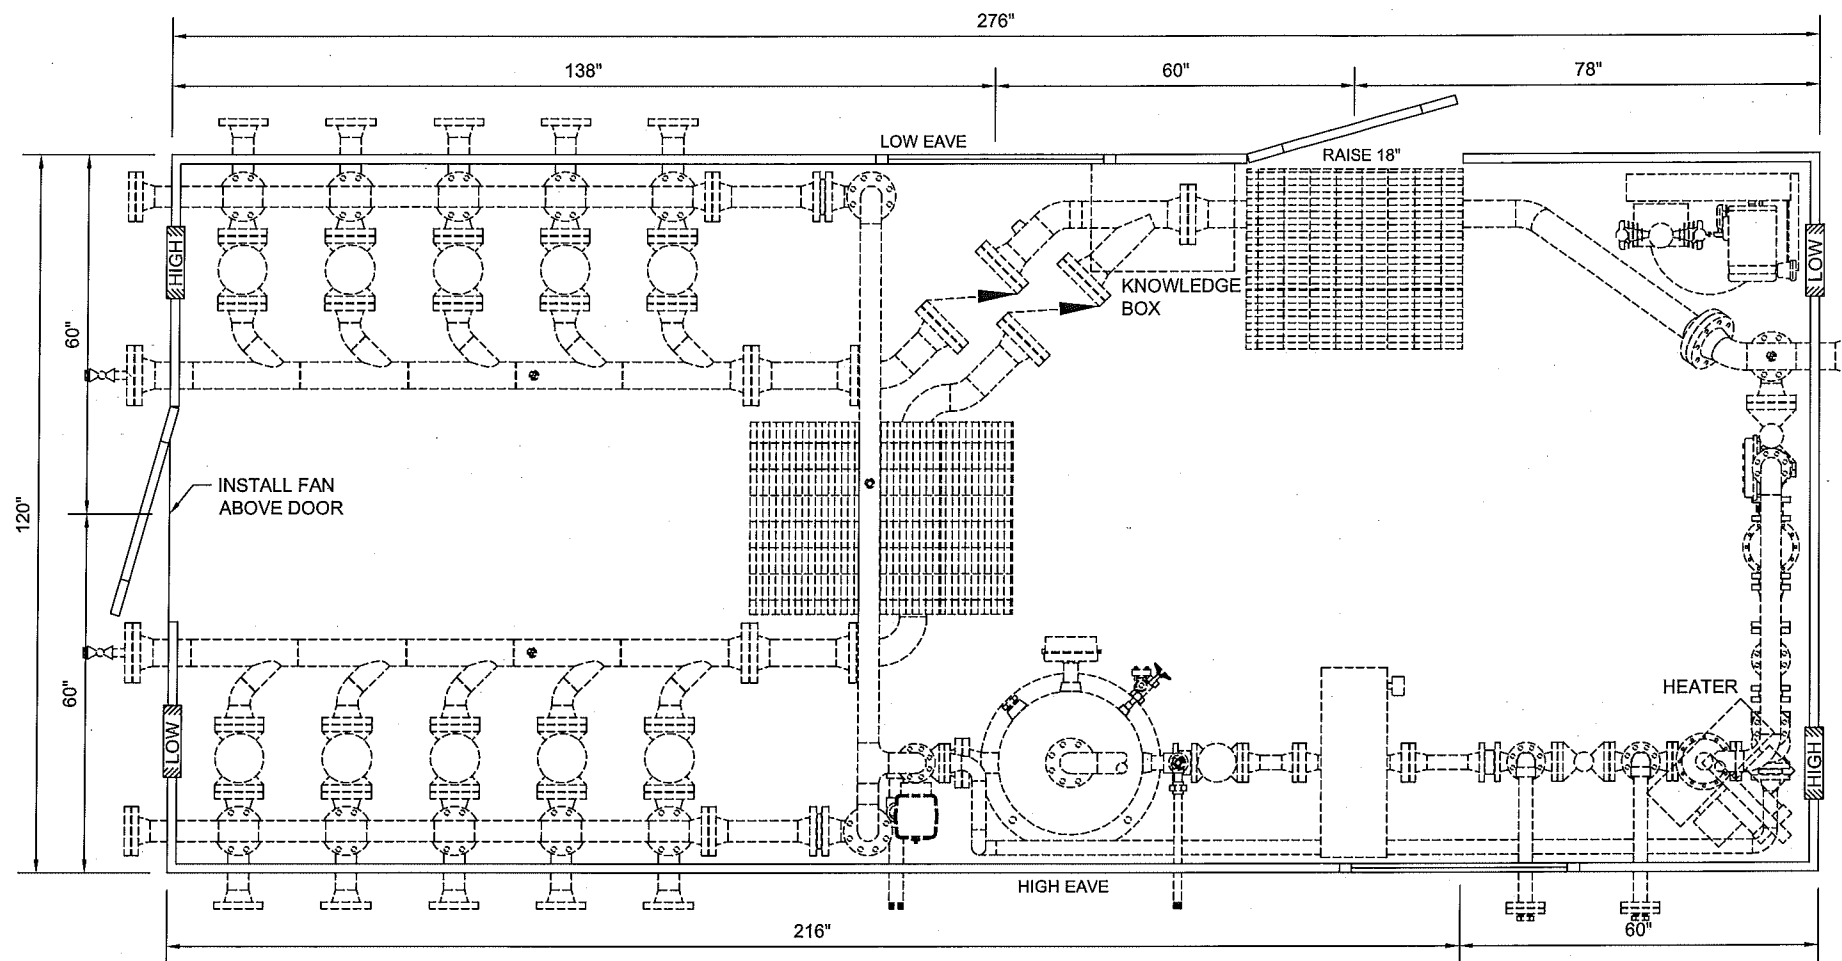 276"
138"
60"
78"
LOW EAVE
RAISE 18"
HIGH
LOW
KNOWLEDGE
BOX
60"
120"
INSTALL FAN
ABOVE DOOR
60"
HEATER
LOW
HIGH
HIGH EAVE
216"
60"